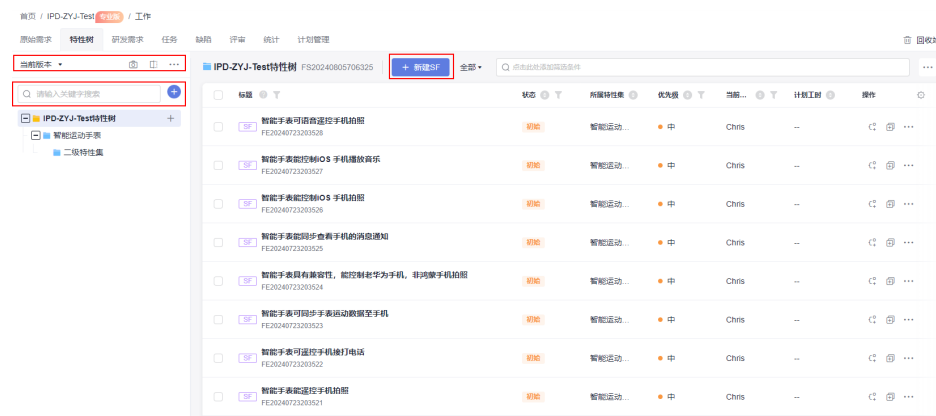 首页 / IPD-ZYJ-Test 专业版 / 工作
原始需求 特性树 研发需求 任务 缺陷 评审 统计 计划管理 回收站
当前版本
IPD-ZYJ-Test特性树 FS20240805706325 + 新建SF 全部 点击此处添加筛选条件
请输入关键字搜索
标题 状态 所属特性集 优先级 当前... 计划工时 操作
IPD-ZYJ-Test特性树
智能运动手表
二级特性集
SF 智能手表可语音遥控手机拍照 初始 智能运动... 中 Chris --
FE20240723203528
SF 智能手表能控制iOS 手机播放音乐 初始 智能运动... 中 Chris --
FE20240723203527
SF 智能手表能控制iOS 手机拍照 初始 智能运动... 中 Chris --
FE20240723203526
SF 智能手表能同步查看手机的消息通知 初始 智能运动... 中 Chris --
FE20240723203525
SF 智能手表具有兼容性，能控制老华为手机，非鸿蒙手机拍照 初始 智能运动... 中 Chris --
FE20240723203524
SF 智能手表可同步手表运动数据至手机 初始 智能运动... 中 Chris --
FE20240723203523
SF 智能手表可遥控手机接打电话 初始 智能运动... 中 Chris --
FE20240723203522
SF 智能手表能遥控手机拍照 初始 智能运动... 中 Chris --
FE20240723203521